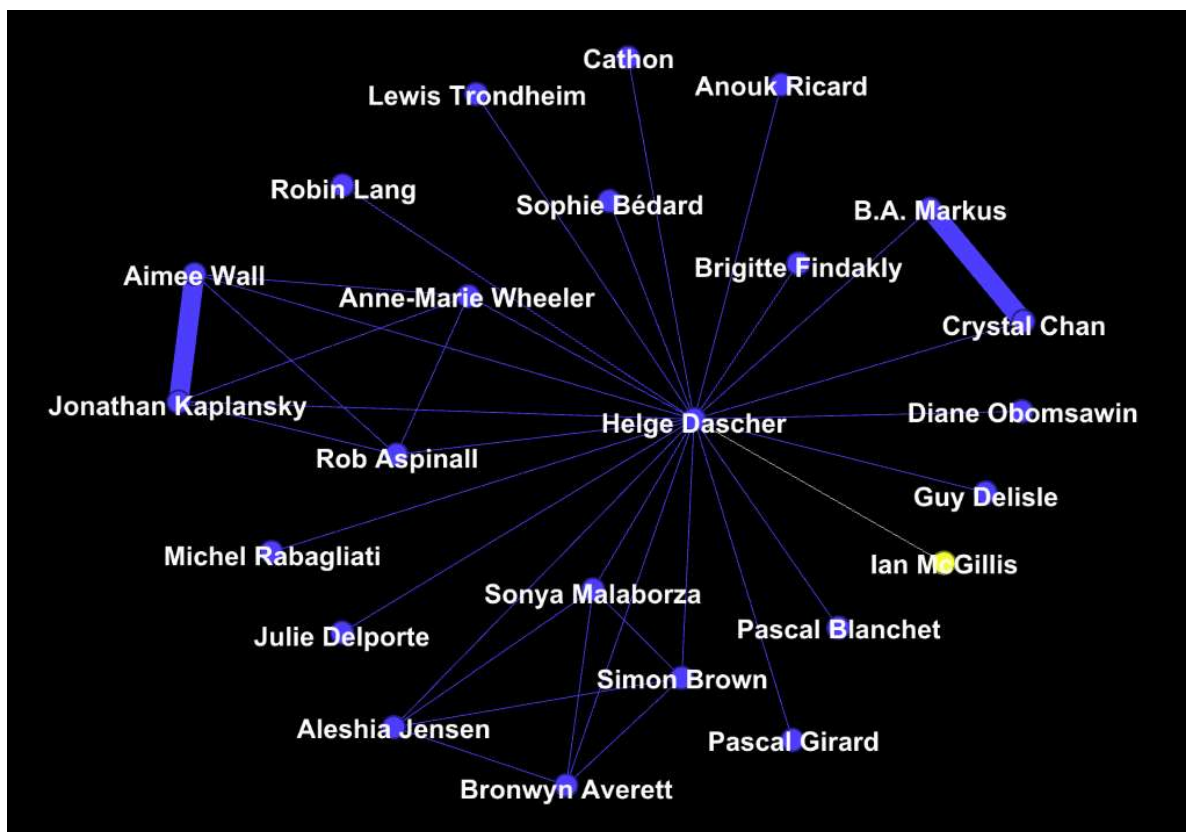 Cathon
Anouk Ricard
Lewis Trondheim
Robin Lang
Sophie Bédard
B.A. Markus
Brigitte Findakly
Aimee Wall
Anne-Marie Wheeler
Crystal Chan
Jonathan Kaplansky
Helge Dascher
Diane Obomsawin
Rob Aspinall
Guy Delisle
Michel Rabagliati
Ian McGillis
Sonya Malaborza
Julie Delporte
Pascal Blanchet
Simon Brown
Aleshia Jensen
Pascal Girard
Bronwyn Averett